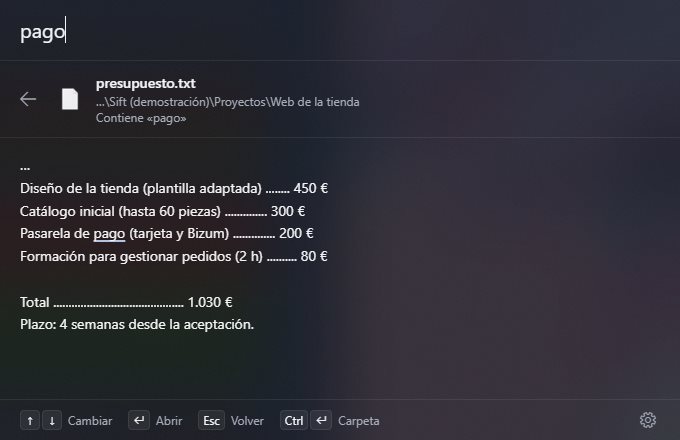 pago
presupuesto.txt
...\Sift (demostración)\Proyectos\Web de la tienda
Contiene «pago»
...
Diseño de la tienda (plantilla adaptada) ........ 450 €
Catálogo inicial (hasta 60 piezas) .............. 300 €
Pasarela de pago (tarjeta y Bizum) .............. 200 €
Formación para gestionar pedidos (2 h) .......... 80 €
Total ........................................... 1.030 €
Plazo: 4 semanas desde la aceptación.
↑ ↓ Cambiar ↵ Abrir Esc Volver Ctrl ↵ Carpeta